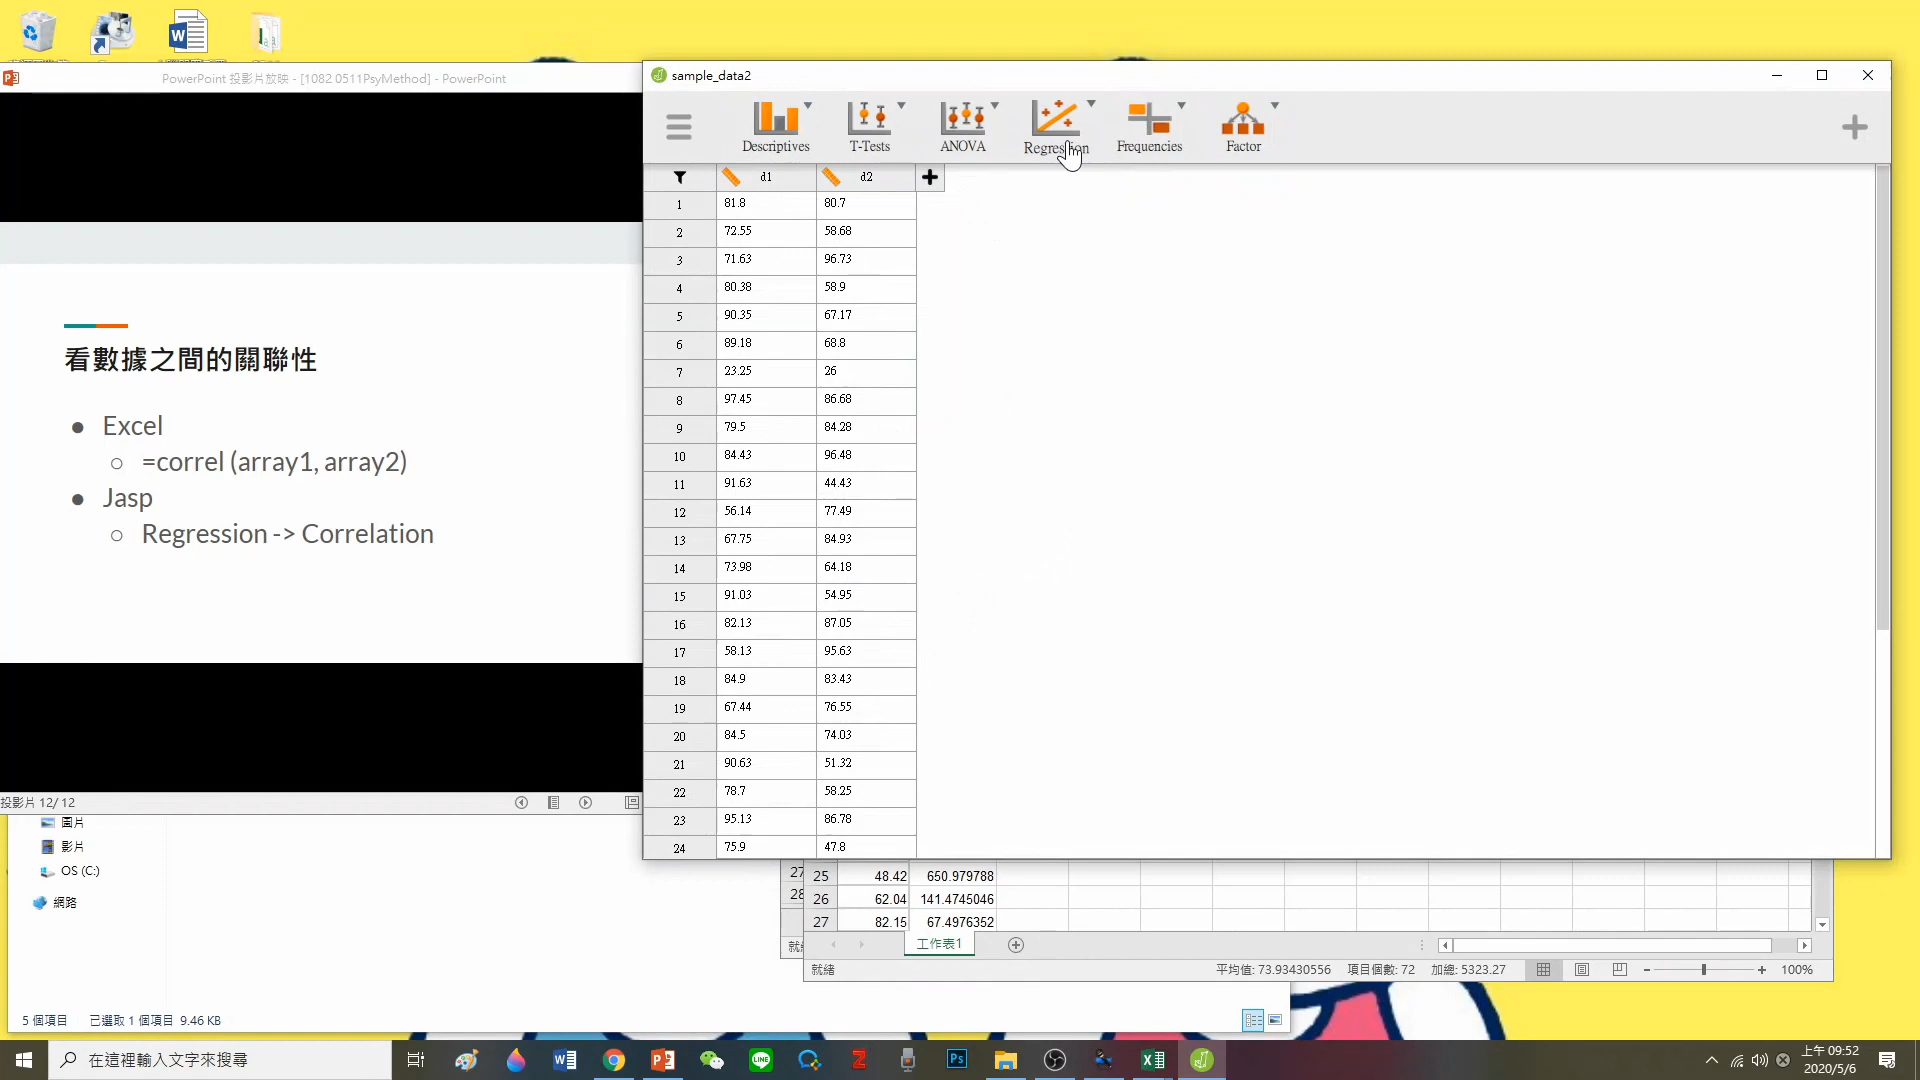 PowerPoint 投影片放映 - [1082 0511PsyMethod] - PowerPoint
看數據之間的關聯性
Excel
=correl (array1, array2)
Jasp
Regression -> Correlation
投影片 12/ 12
sample_data2
Descriptives
T-Tests
ANOVA
Regression
Frequencies
Factor
d1 d2
1 81.8 80.7
2 72.55 58.68
3 71.63 96.73
4 80.38 58.9
5 90.35 67.17
6 89.18 68.8
7 23.25 26
8 97.45 86.68
9 79.5 84.28
10 84.43 96.48
11 91.63 44.43
12 56.14 77.49
13 67.75 84.93
14 73.98 64.18
15 91.03 54.95
16 82.13 87.05
17 58.13 95.63
18 84.9 83.43
19 67.44 76.55
20 84.5 74.03
21 90.63 51.32
22 78.7 58.25
23 95.13 86.78
24 75.9 47.8
圖片
影片
OS (C:)
網路
5 個項目 已選取 1 個項目 9.46 KB
27
28
25 48.42 650.979788
26 62.04 141.4745046
27 82.15 67.4976352
工作表1
就緒 平均值: 73.93430556 項目個數: 72 加總: 5323.27 100%
在這裡輸入文字來搜尋
上午 09:52
2020/5/6